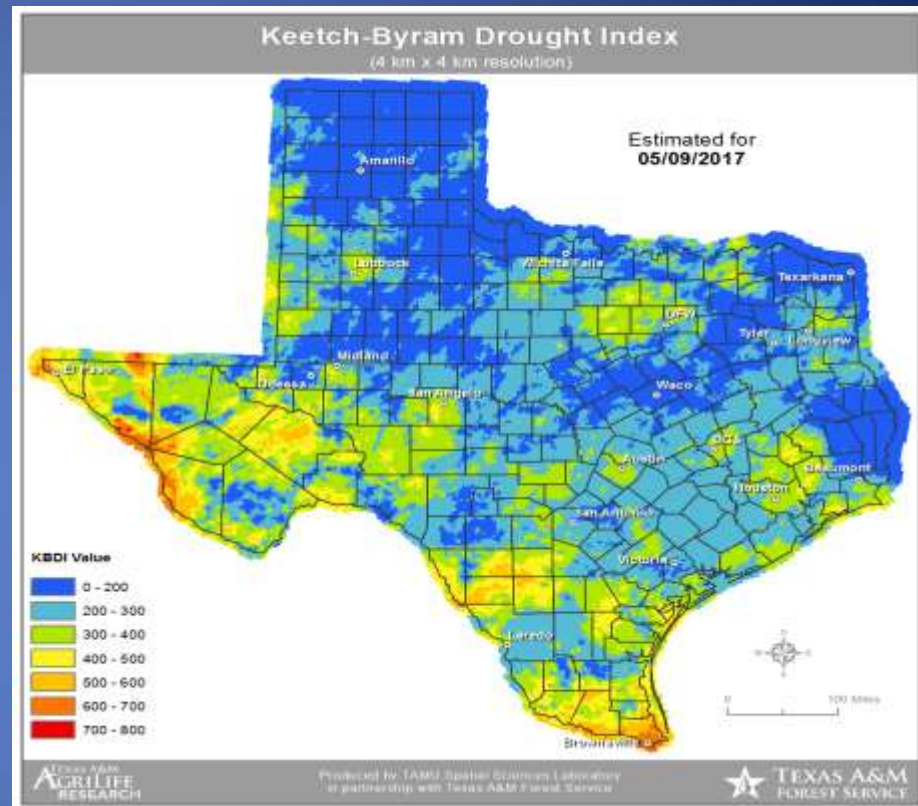 Keetch-Byram Drought Index
(4 km x 4 km resolution)
Estimated for
05/09/2017
Amarillo
Lubbock
Wichita Falls
Texarkana
DFW
Tyler
Longview
El Paso
Midland
Odessa
Waco
San Angelo
Austin
Beaumont
Houston
San Antonio
Victoria
Laredo
Brownsville
KBDI Value
0 - 200
200 - 300
300 - 400
400 - 500
500 - 600
600 - 700
700 - 800
0
100 Miles
Texas A&M
AGRILIFE
RESEARCH
Produced by TAMU Spatial Sciences Laboratory
in partnership with Texas A&M Forest Service
TEXAS A&M
FOREST SERVICE